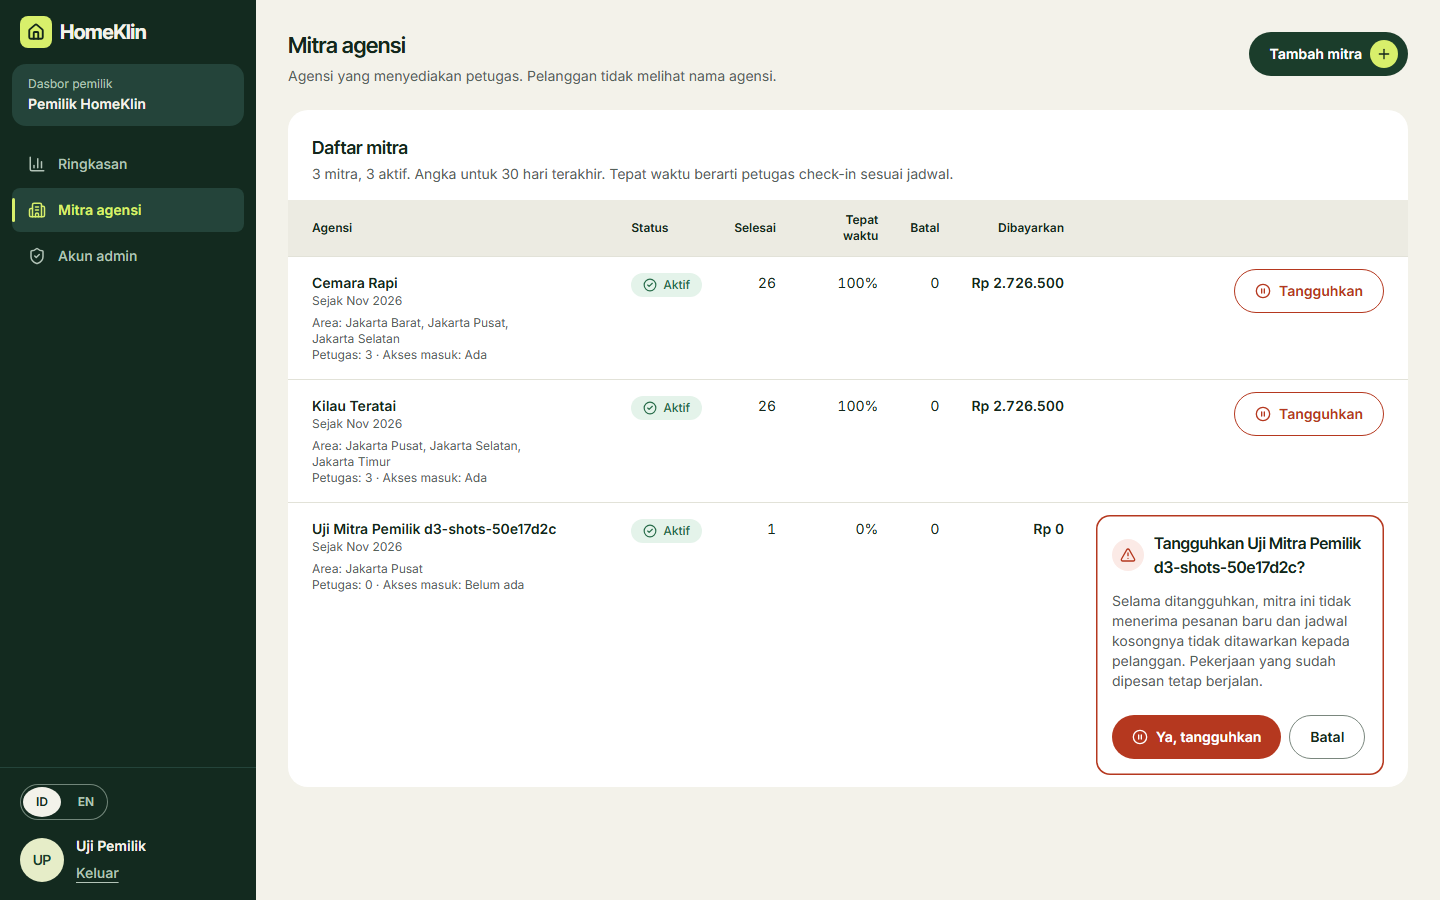 HomeKlin
Dasbor pemilik
Pemilik HomeKlin
Ringkasan
Mitra agensi
Akun admin
ID EN
UP
Uji Pemilik
Keluar
Mitra agensi
Agensi yang menyediakan petugas. Pelanggan tidak melihat nama agensi.
Tambah mitra
Daftar mitra
3 mitra, 3 aktif. Angka untuk 30 hari terakhir. Tepat waktu berarti petugas check-in sesuai jadwal.
Agensi Status Selesai Tepat waktu Batal Dibayarkan
Cemara Rapi Aktif 26 100% 0 Rp 2.726.500 Tangguhkan
Sejak Nov 2026
Area: Jakarta Barat, Jakarta Pusat,
Jakarta Selatan
Petugas: 3 · Akses masuk: Ada
Kilau Teratai Aktif 26 100% 0 Rp 2.726.500 Tangguhkan
Sejak Nov 2026
Area: Jakarta Pusat, Jakarta Selatan,
Jakarta Timur
Petugas: 3 · Akses masuk: Ada
Uji Mitra Pemilik d3-shots-50e17d2c Aktif 1 0% 0 Rp 0
Sejak Nov 2026
Area: Jakarta Pusat
Petugas: 0 · Akses masuk: Belum ada
Tangguhkan Uji Mitra Pemilik
d3-shots-50e17d2c?
Selama ditangguhkan, mitra ini tidak
menerima pesanan baru dan jadwal
kosongnya tidak ditawarkan kepada
pelanggan. Pekerjaan yang sudah
dipesan tetap berjalan.
Ya, tangguhkan Batal